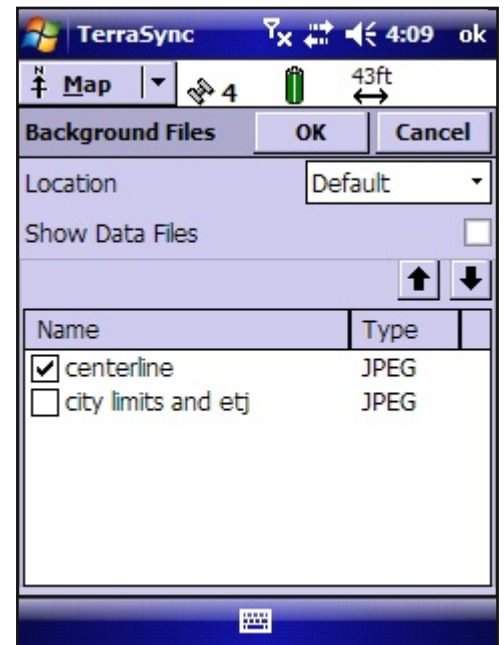 TerraSync 4:09 ok
N
Map 4 43ft
Background Files OK Cancel
Location Default
Show Data Files
Name Type
centerline JPEG
city limits and etj JPEG